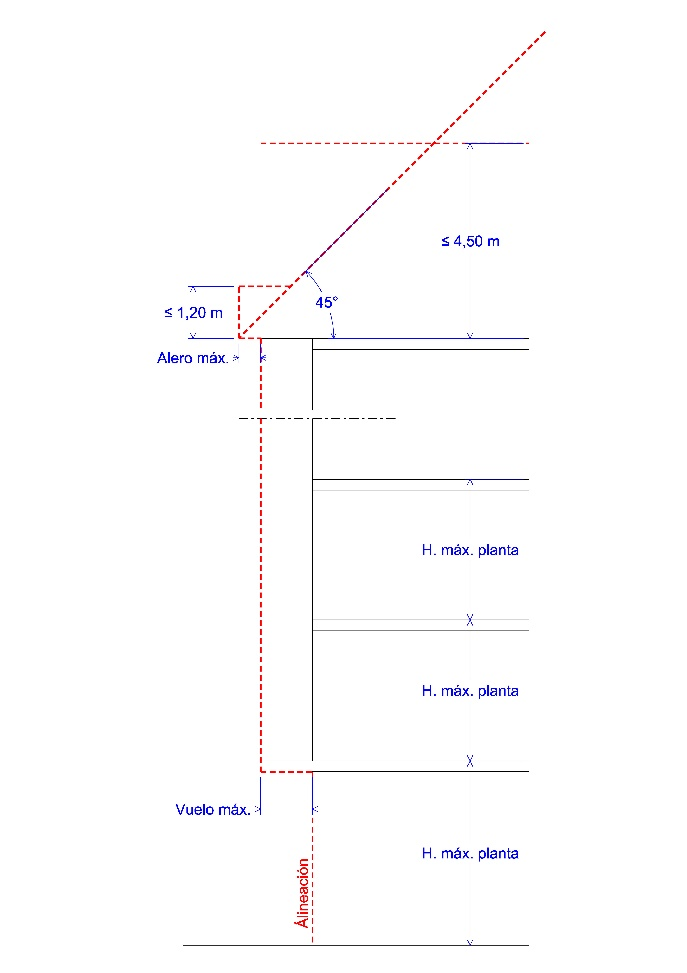 ≤ 4,50 m
45°
≤ 1,20 m
Alero máx.
H. máx. planta
H. máx. planta
Vuelo máx.
H. máx. planta
Alineación